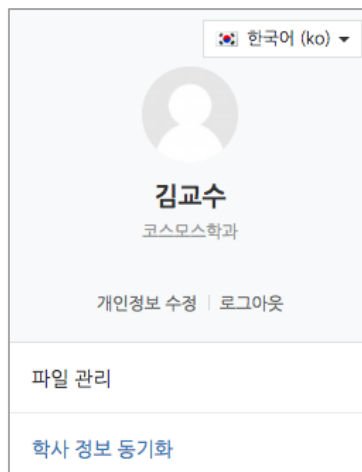 한국어 (ko)
김교수
코스모스학과
개인정보 수정 | 로그아웃
파일 관리
학사 정보 동기화